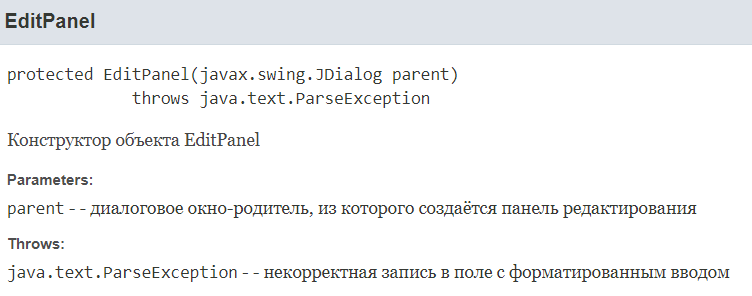 EditPanel
protected EditPanel(javax.swing.JDialog parent)
throws java.text.ParseException
Конструктор объекта EditPanel
Parameters:
parent - - диалоговое окно-родитель, из которого создаётся панель редактирования
Throws:
java.text.ParseException - - некорректная запись в поле с форматированным вводом